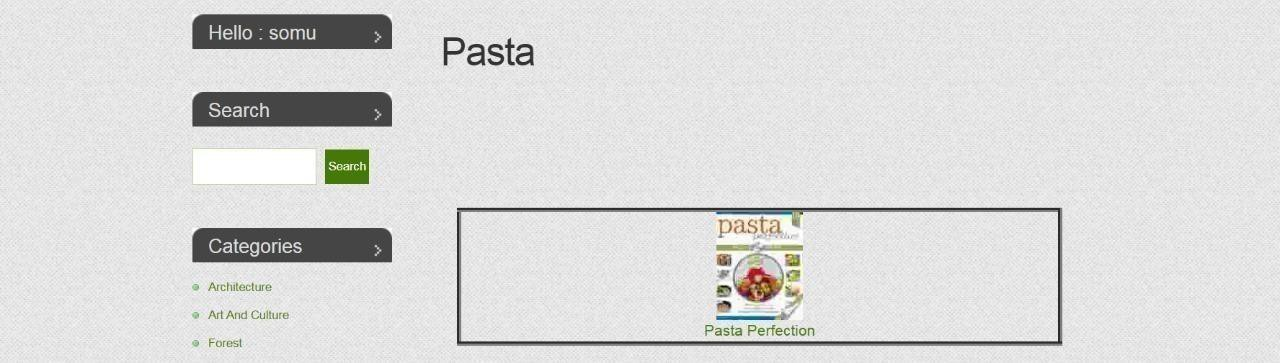 Hello : somu
Search
Search
Categories
Architecture
Art And Culture
Forest
Pasta
pasta
Pasta Perfection